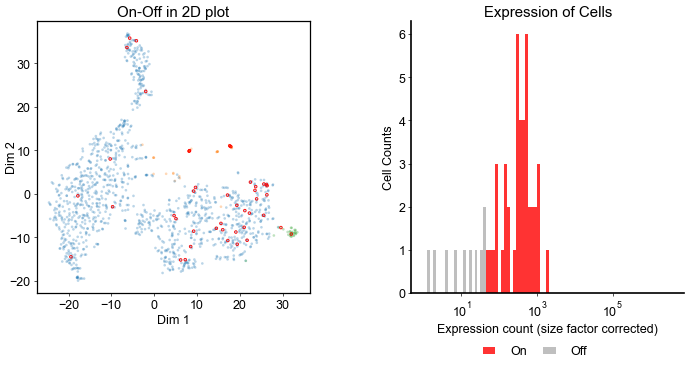 On-Off in 2D plot
30
20
10
0
−10
−20
Dim 2
−20 −10 0 10 20 30
Dim 1
Expression of Cells
6
5
4
3
2
1
0
Cell Counts
10^1 10^3 10^5
Expression count (size factor corrected)
On Off